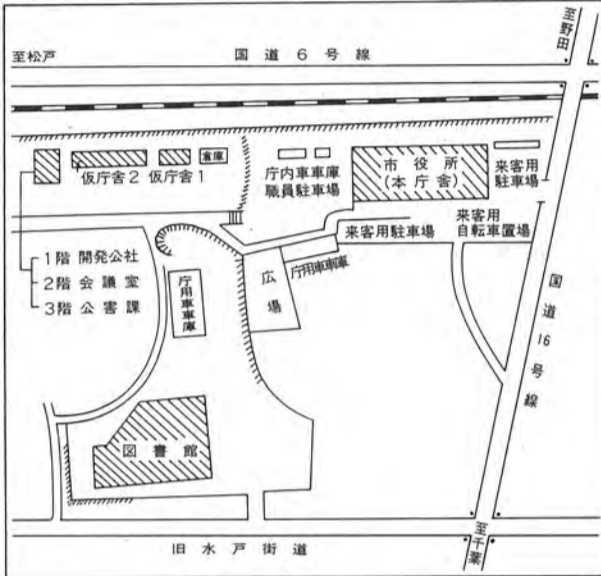 至野田
至松戸
国道6号線
仮庁舎2
仮庁舎1
倉庫
庁内車車庫
職員駐車場
市役所
(本庁舎)
来客用
駐車場
来客用駐車場
来客用
自転車置場
1階 開発公社
2階 会議室
3階 公害課
庁用車車庫
広場
庁用車車庫
国道16号線
図書館
旧水戸街道
至千葉